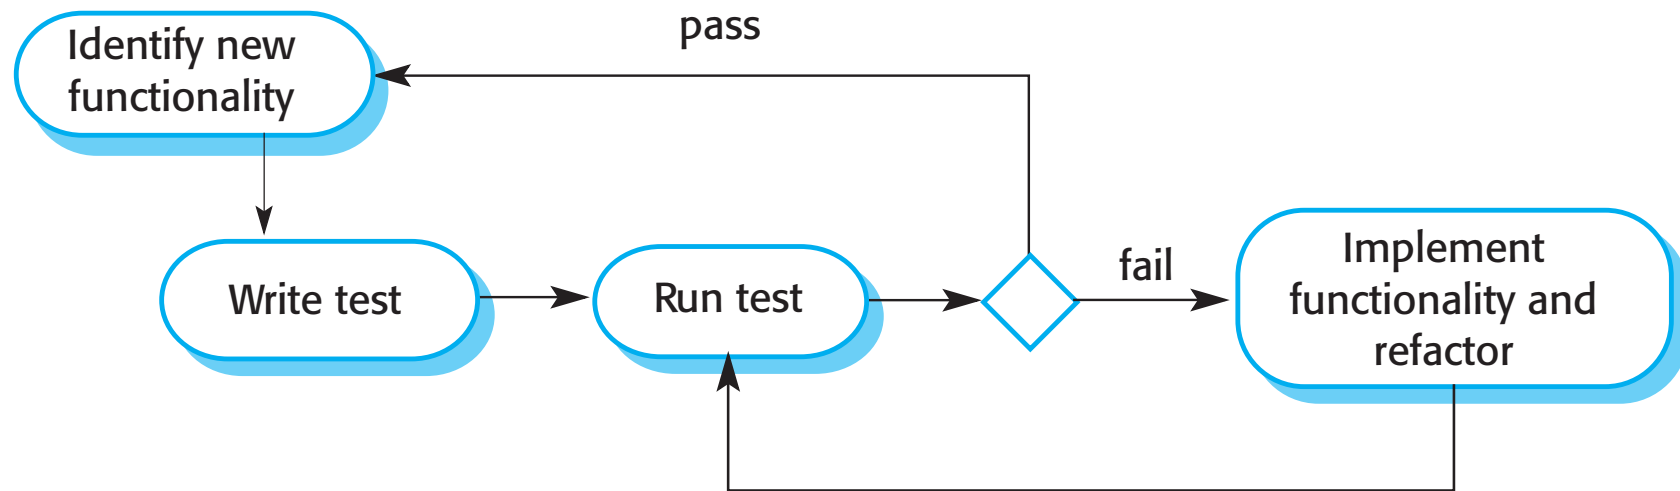 Identify new
functionality
pass
Write test
Run test
fail
Implement
functionality and
refactor